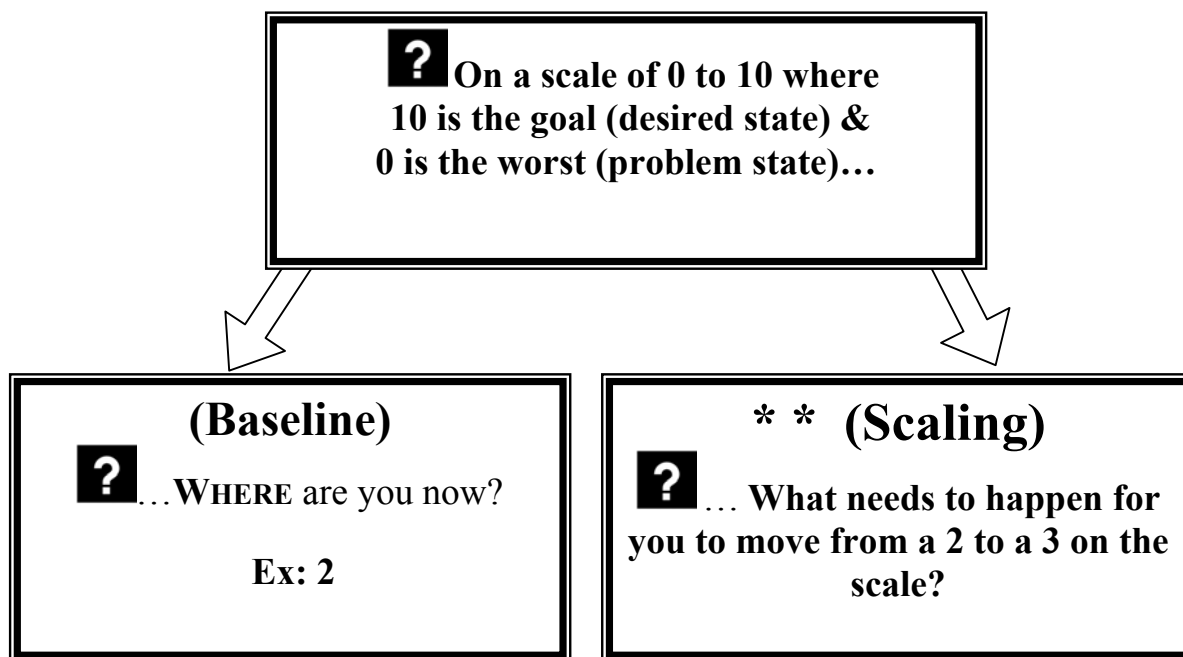 ? On a scale of 0 to 10 where
10 is the goal (desired state) &
0 is the worst (problem state)…
(Baseline)
? …WHERE are you now?
Ex: 2
* * (Scaling)
? … What needs to happen for
you to move from a 2 to a 3 on the
scale?